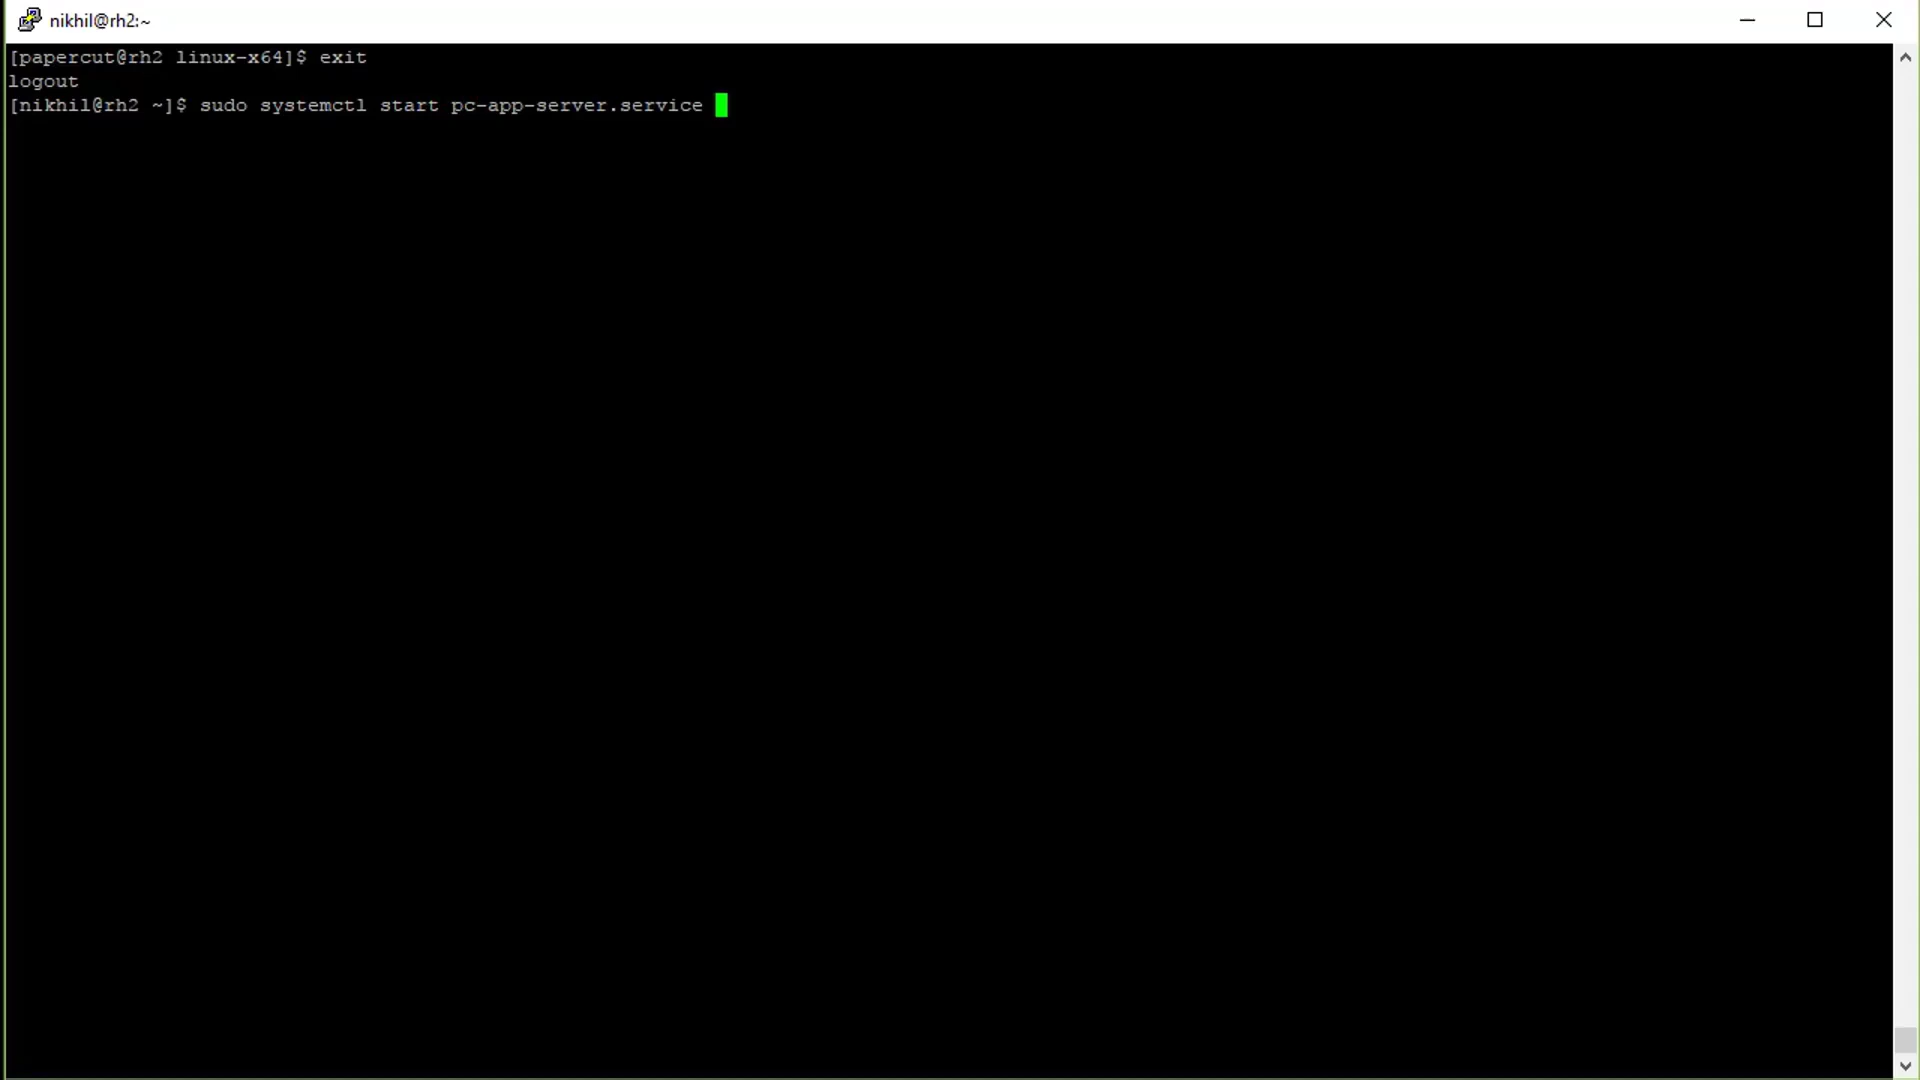 nikhil@rh2:~
[papercut@rh2 linux-x64]$ exit
logout
[nikhil@rh2 ~]$ sudo systemctl start pc-app-server.service